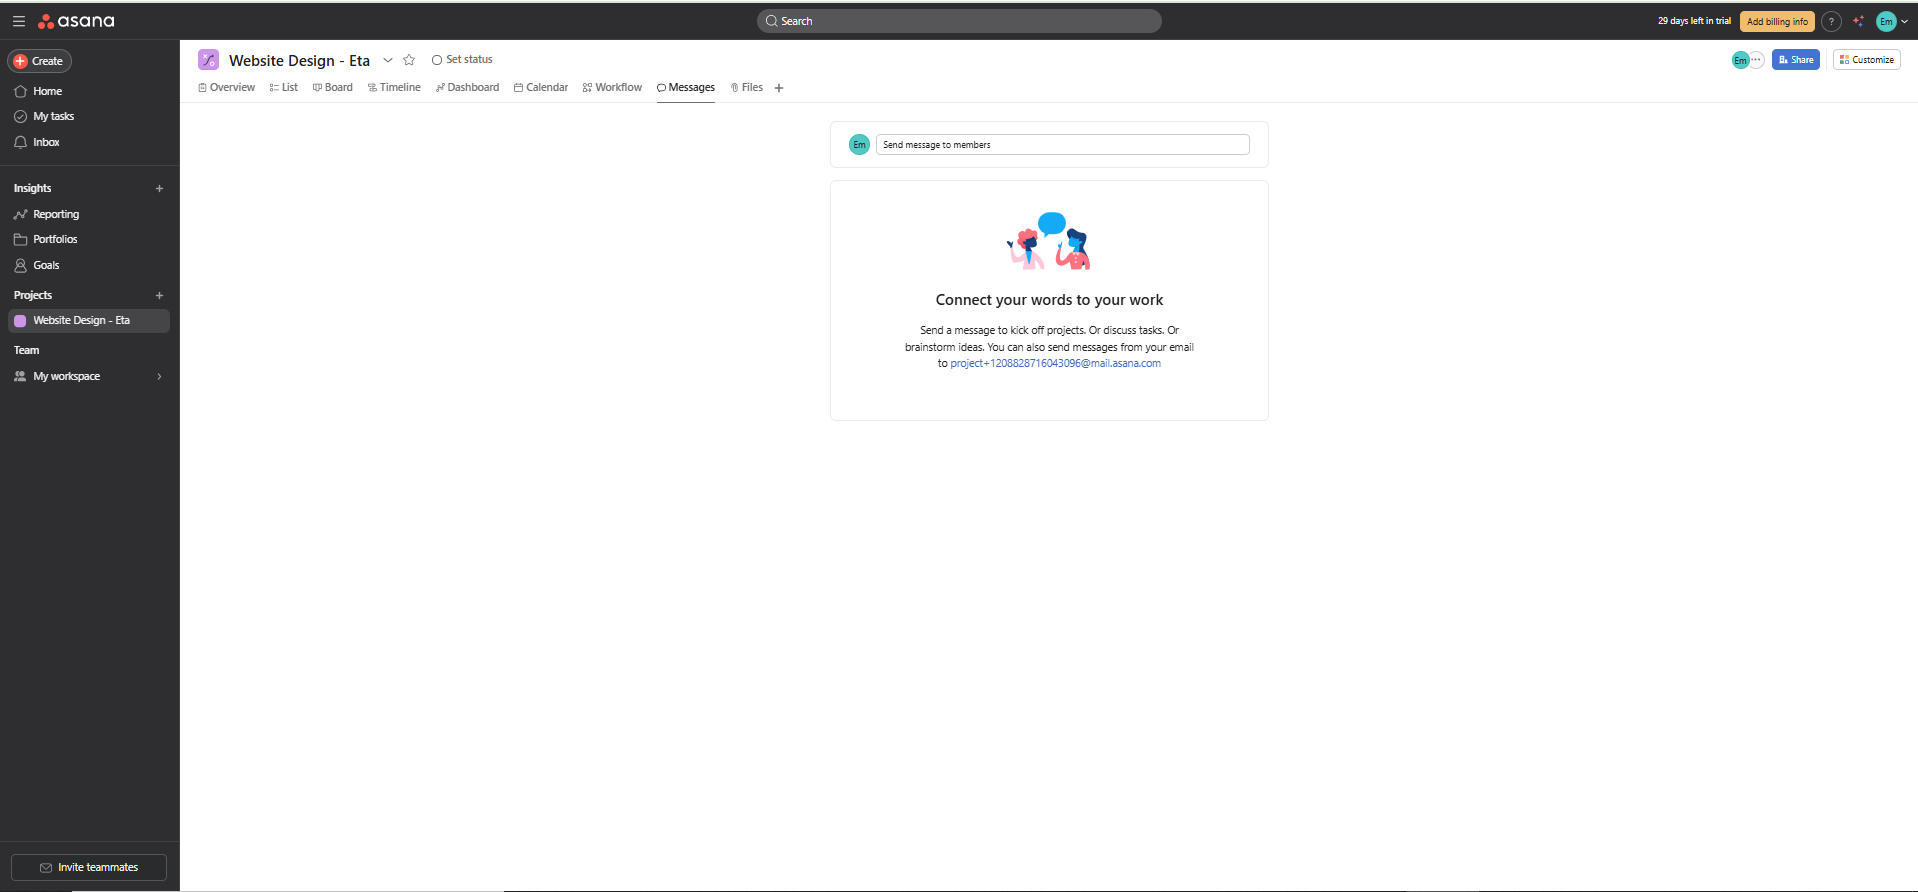 asana
Search
29 days left in trial
Add billing info
?
Em
Create
Home
My tasks
Inbox
Insights
Reporting
Portfolios
Goals
Projects
Website Design - Eta
Team
My workspace
Invite teammates
Website Design - Eta
Set status
Em
Share
Customize
Overview
List
Board
Timeline
Dashboard
Calendar
Workflow
Messages
Files
Em
Send message to members
Connect your words to your work
Send a message to kick off projects. Or discuss tasks. Or
brainstorm ideas. You can also send messages from your email
to project+1208828716043096@mail.asana.com